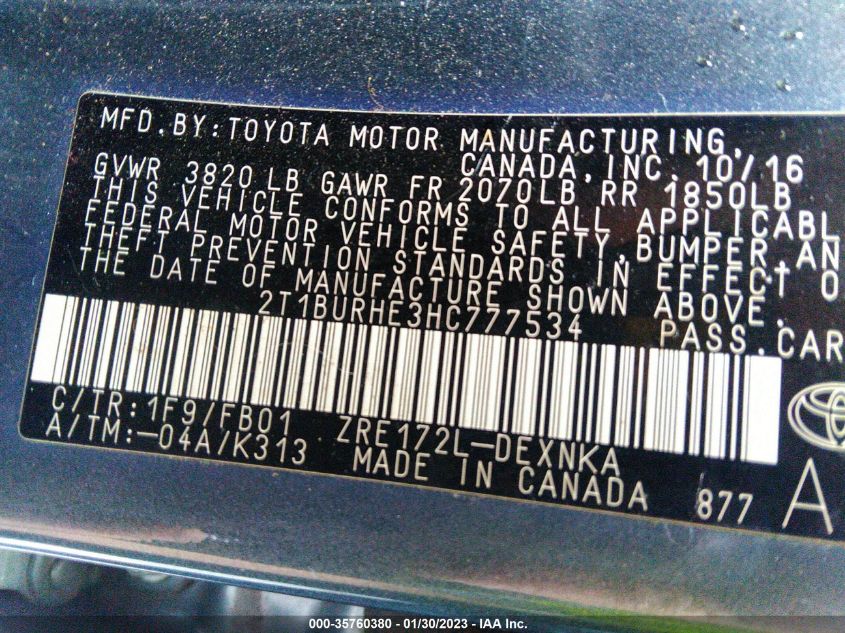 MFD.BY:TOYOTA MOTOR MANUFACTURING,
CANADA,INC. 10/16
GVWR 3820 LB GAWR FR 2070LB RR 1850LB
THIS VEHICLE CONFORMS TO ALL APPLICABL
FEDERAL MOTOR VEHICLE SAFETY,BUMPER,AN
THEFT PREVENTION STANDARDS IN EFFECT O
THE DATE OF MANUFACTURE SHOWN ABOVE.
2T1BURHE3HC777534 PASS.CAR
C/TR:1F9/FB01 ZRE172L-DEXNKA
A/TM:-04A/K313 MADE IN CANADA 877 A
000-35760380 - 01/30/2023 - IAA Inc.